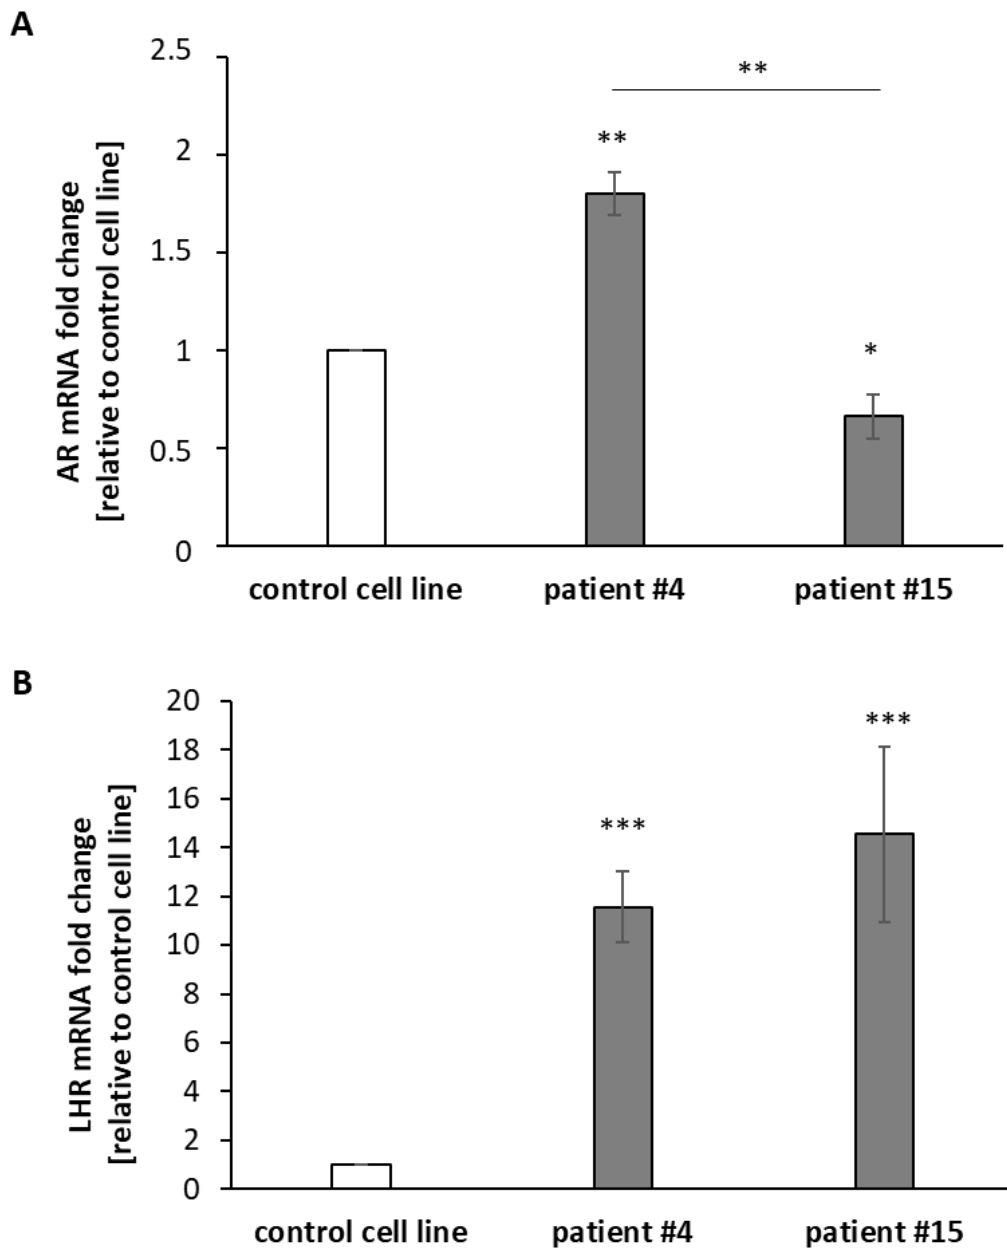 A
AR mRNA fold change
[relative to control cell line]
2.5
2
1.5
1
0.5
0
**
**
*
control cell line
patient #4
patient #15
B
LHR mRNA fold change
[relative to control cell line]
20
18
16
14
12
10
8
6
4
2
0
***
***
control cell line
patient #4
patient #15